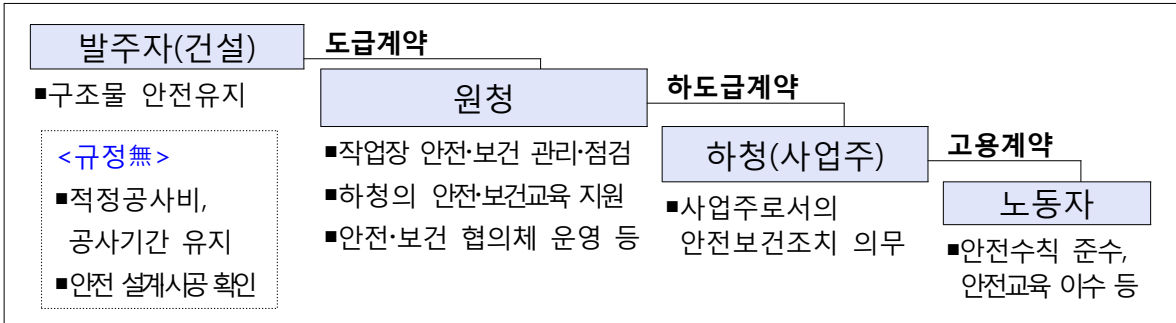 발주자(건설)
■구조물 안전유지
<규정無>
■적정공사비,
공사기간 유지
■안전 설계시공 확인
도급계약
원청
■작업장 안전·보건 관리·점검
■하청의 안전·보건교육 지원
■안전·보건 협의체 운영 등
하도급계약
하청(사업주)
■사업주로서의
안전보건조치 의무
고용계약
노동자
■안전수칙 준수,
안전교육 이수 등